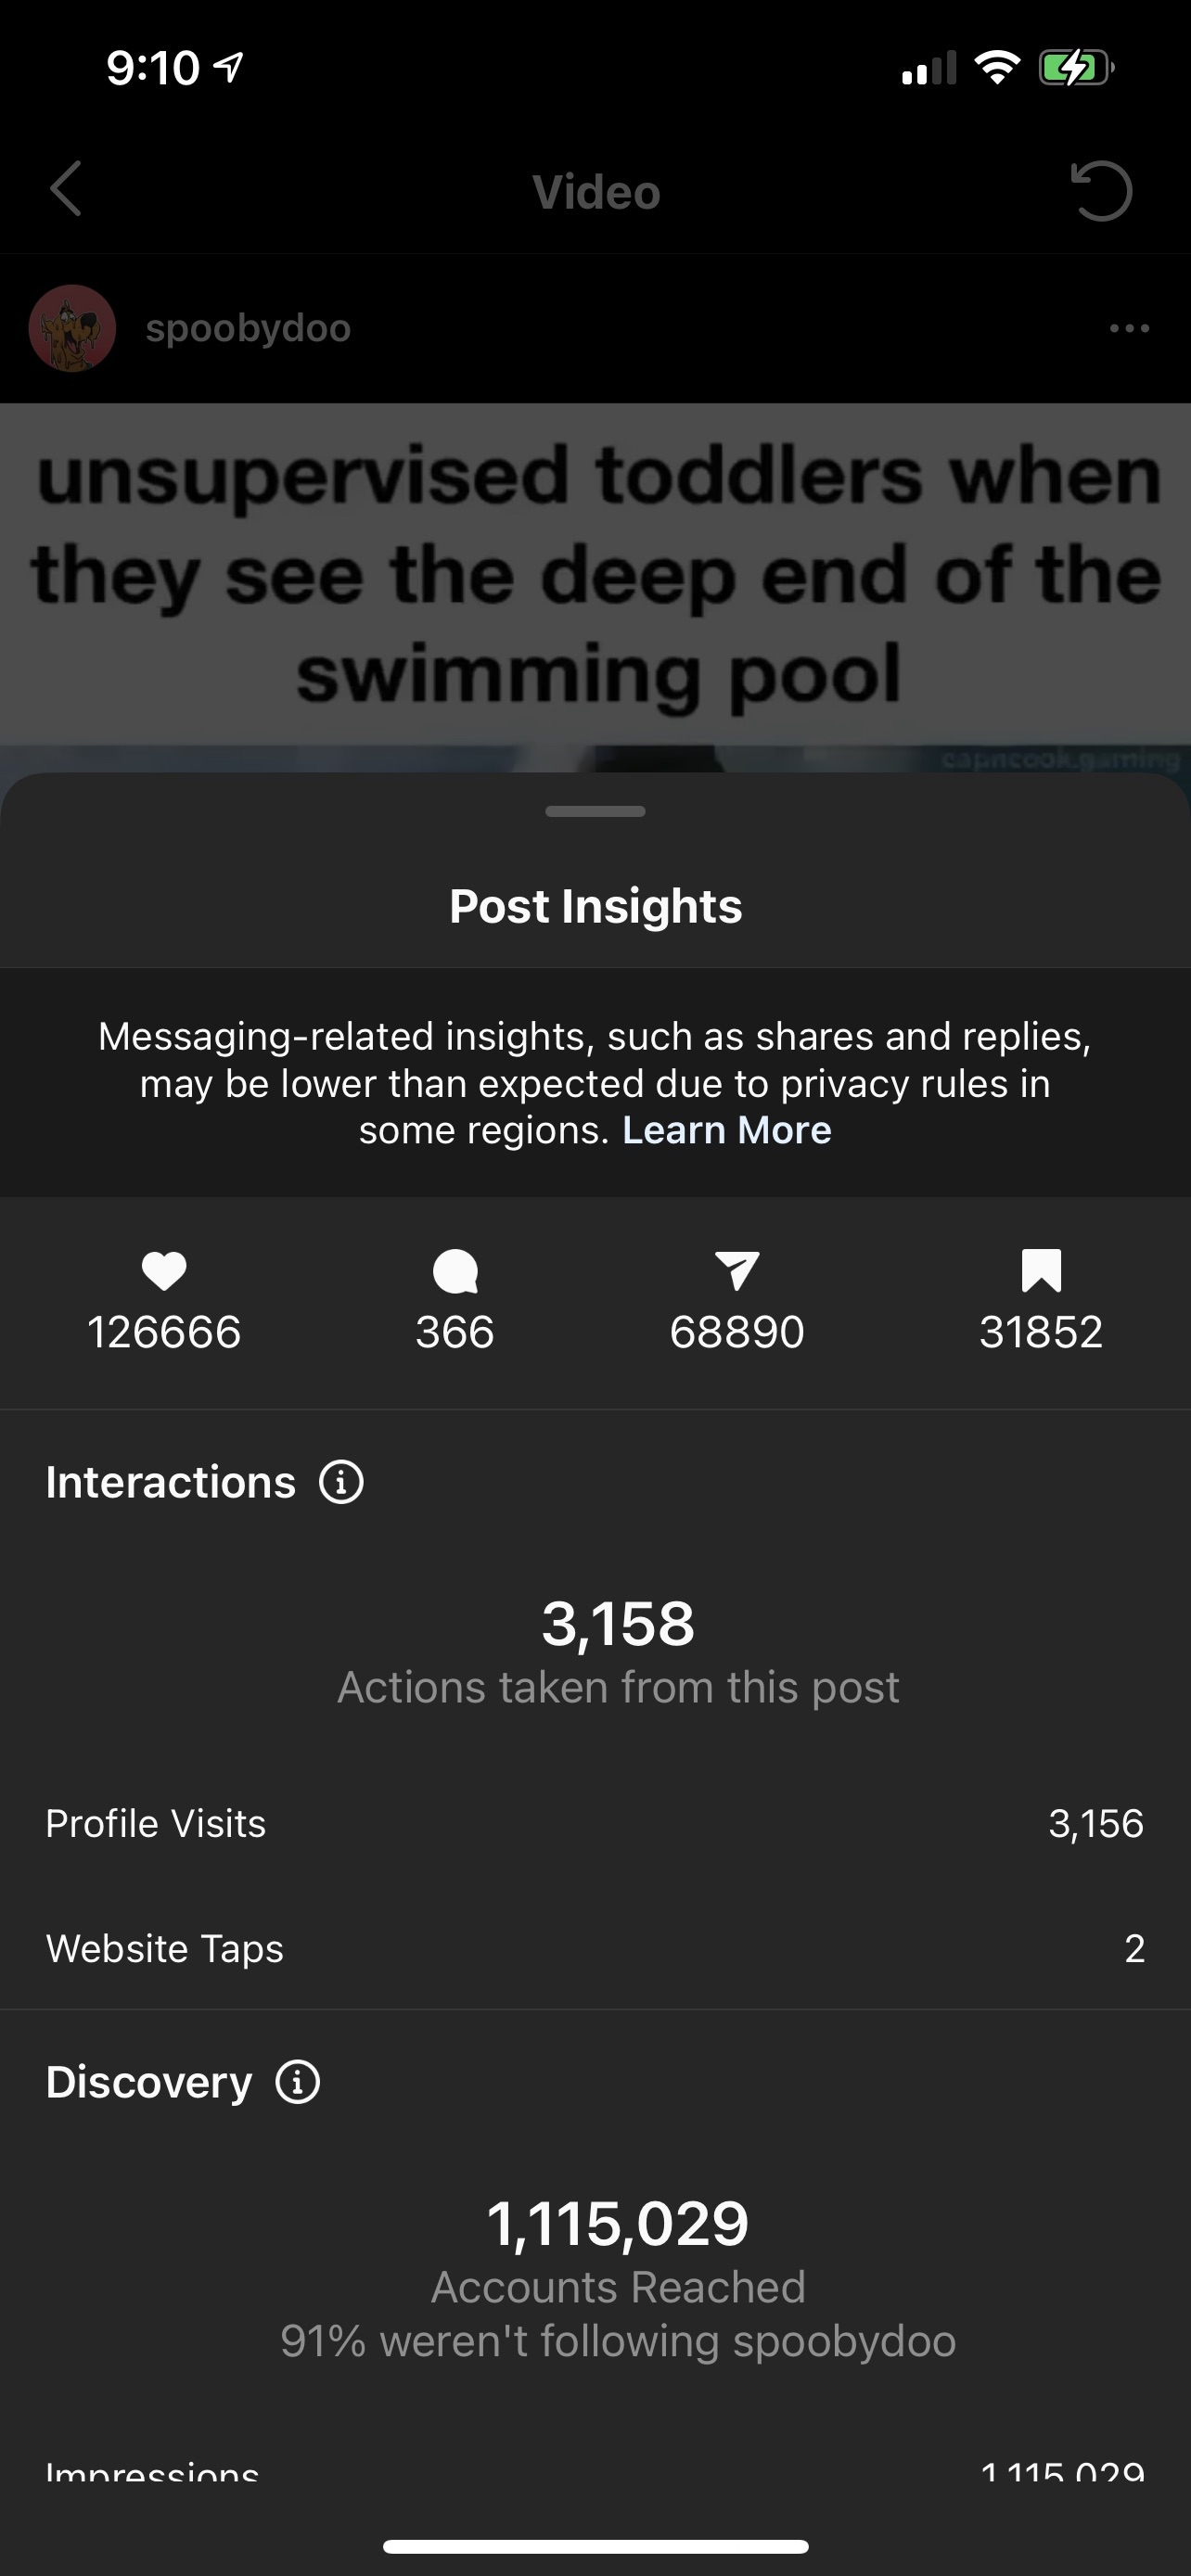 9:10
Video
spoobydoo
unsupervised toddlers when
they see the deep end of the
swimming pool
capncook.gaming
Post Insights
Messaging-related insights, such as shares and replies,
may be lower than expected due to privacy rules in
some regions. Learn More
126666 366 68890 31852
Interactions
3,158
Actions taken from this post
Profile Visits 3,156
Website Taps 2
Discovery
1,115,029
Accounts Reached
91% weren't following spoobydoo
Impressions 1,115,029